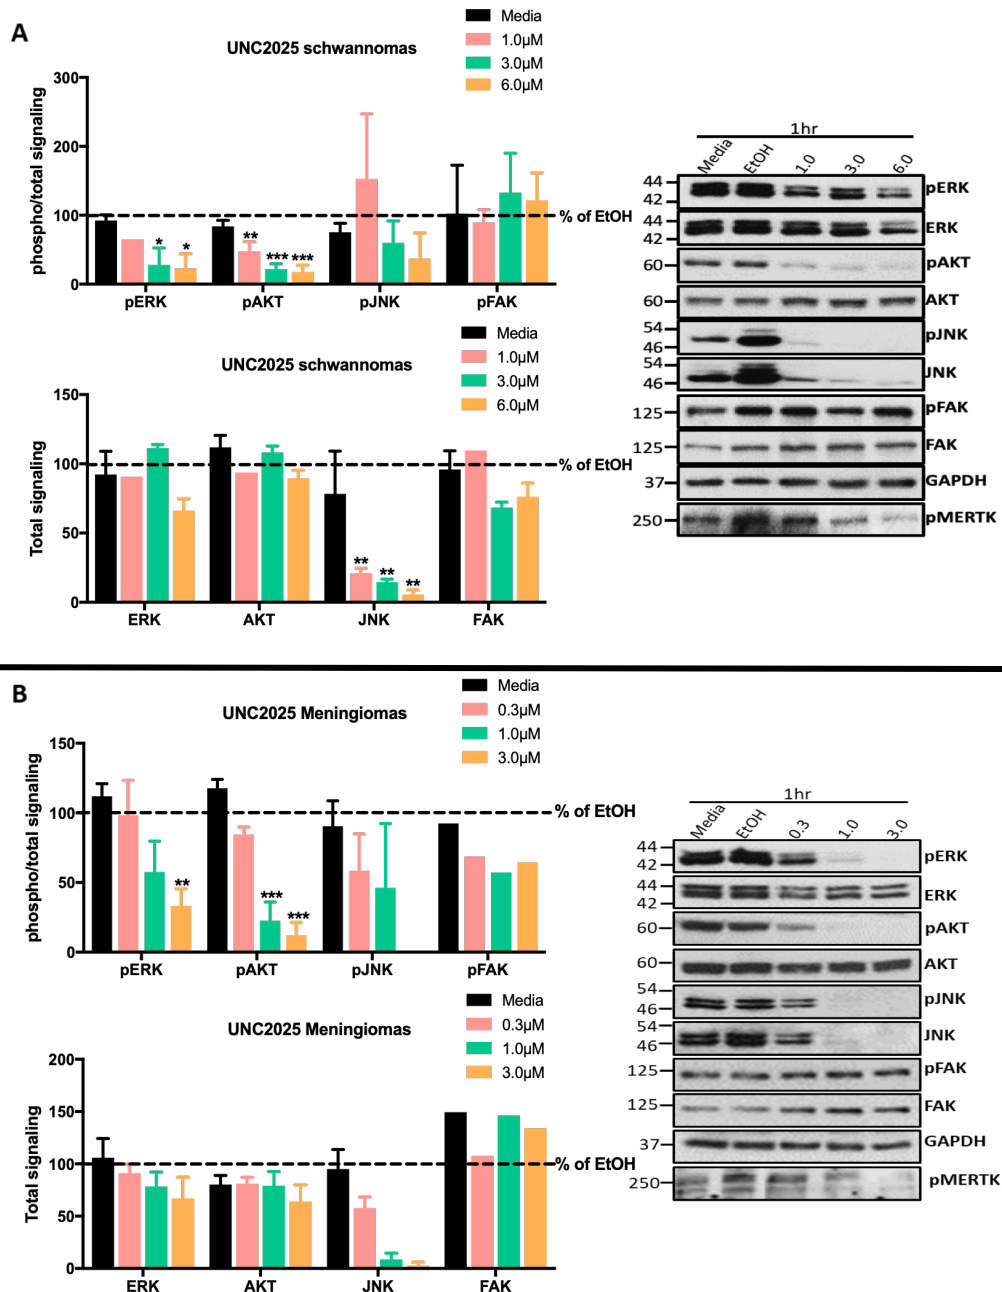 A
UNC2025 schwannomas
Media
1.0µM
3.0µM
6.0µM
phospho/total signaling
300
200
100
0
% of EtOH
* * ** *** ***
pERK pAKT pJNK pFAK
UNC2025 schwannomas
Media
1.0µM
3.0µM
6.0µM
Total signaling
150
100
50
0
% of EtOH
** ** **
ERK AKT JNK FAK
1hr
Media EtOH 1.0 3.0 6.0
44
42
pERK
44
42
ERK
60
pAKT
60
AKT
54
46
pJNK
54
46
JNK
125
pFAK
125
FAK
37
GAPDH
250
pMERTK
B
UNC2025 Meningiomas
Media
0.3µM
1.0µM
3.0µM
phospho/total signaling
150
100
50
0
% of EtOH
** *** ***
pERK pAKT pJNK pFAK
UNC2025 Meningiomas
Media
0.3µM
1.0µM
3.0µM
Total signaling
200
150
100
50
0
% of EtOH
ERK AKT JNK FAK
1hr
Media EtOH 0.3 1.0 3.0
44
42
pERK
44
42
ERK
60
pAKT
60
AKT
54
46
pJNK
54
46
JNK
125
pFAK
125
FAK
37
GAPDH
250
pMERTK